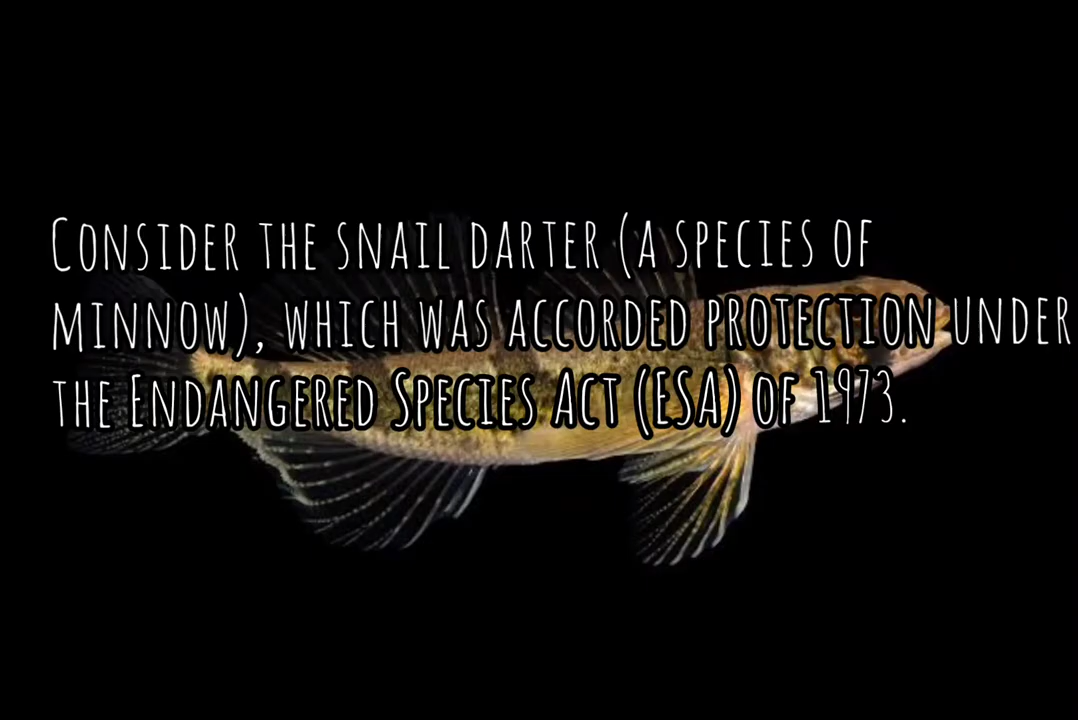 Consider the snail darter (a species of
minnow), which was accorded protection under
the Endangered Species Act (ESA) of 1973.